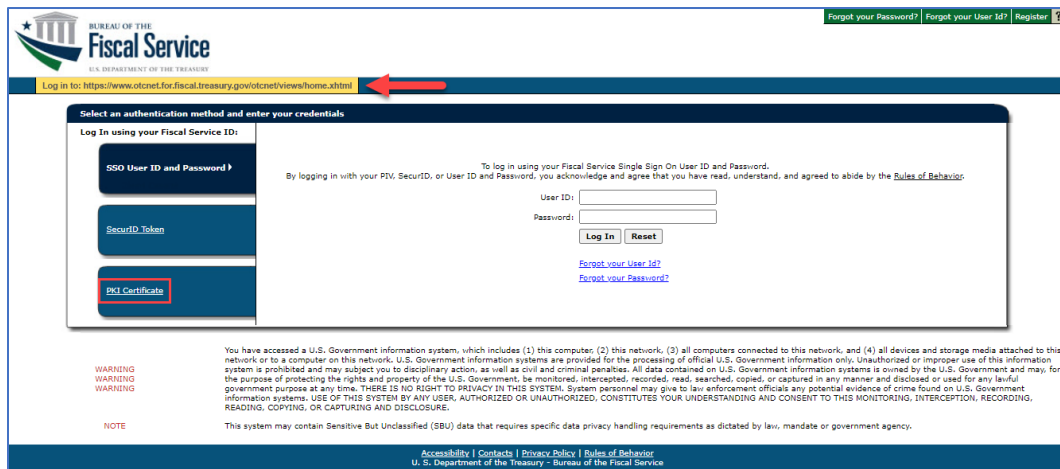 Forgot your Password? Forgot your User Id? Register ?
BUREAU OF THE
Fiscal Service
U.S. DEPARTMENT OF THE TREASURY
Log in to: https://www.otcnet.for.fiscal.treasury.gov/otcnet/views/home.xhtml
Select an authentication method and enter your credentials
Log In using your Fiscal Service ID:
SSO User ID and Password
SecurID Token
PKI Certificate
To log in using your Fiscal Service Single Sign On User ID and Password.
By logging in with your PIV, SecurID, or User ID and Password, you acknowledge and agree that you have read, understand, and agreed to abide by the Rules of Behavior.
User ID:
Password:
Log In Reset
Forgot your User Id?
Forgot your Password?
WARNING
WARNING
WARNING
You have accessed a U.S. Government information system, which includes (1) this computer, (2) this network, (3) all computers connected to this network, and (4) all devices and storage media attached to this
network or to a computer on this network. U.S. Government information systems are provided for the processing of official U.S. Government information only. Unauthorized or improper use of this information
system is prohibited and may subject you to disciplinary action, as well as civil and criminal penalties. All data contained on U.S. Government information systems is owned by the U.S. Government and may, for
the purpose of protecting the rights and property of the U.S. Government, be monitored, intercepted, recorded, read, searched, copied, or captured in any manner and disclosed or used for any lawful
government purpose at any time. THERE IS NO RIGHT TO PRIVACY IN THIS SYSTEM. System personnel may give to law enforcement officials any potential evidence of crime found on U.S. Government
information systems. USE OF THIS SYSTEM BY ANY USER, AUTHORIZED OR UNAUTHORIZED, CONSTITUTES YOUR UNDERSTANDING AND CONSENT TO THIS MONITORING, INTERCEPTION, RECORDING,
READING, COPYING, OR CAPTURING AND DISCLOSURE.
NOTE
This system may contain Sensitive But Unclassified (SBU) data that requires specific data privacy handling requirements as dictated by law, mandate or government agency.
Accessibility | Contacts | Privacy Policy | Rules of Behavior
U. S. Department of the Treasury - Bureau of the Fiscal Service